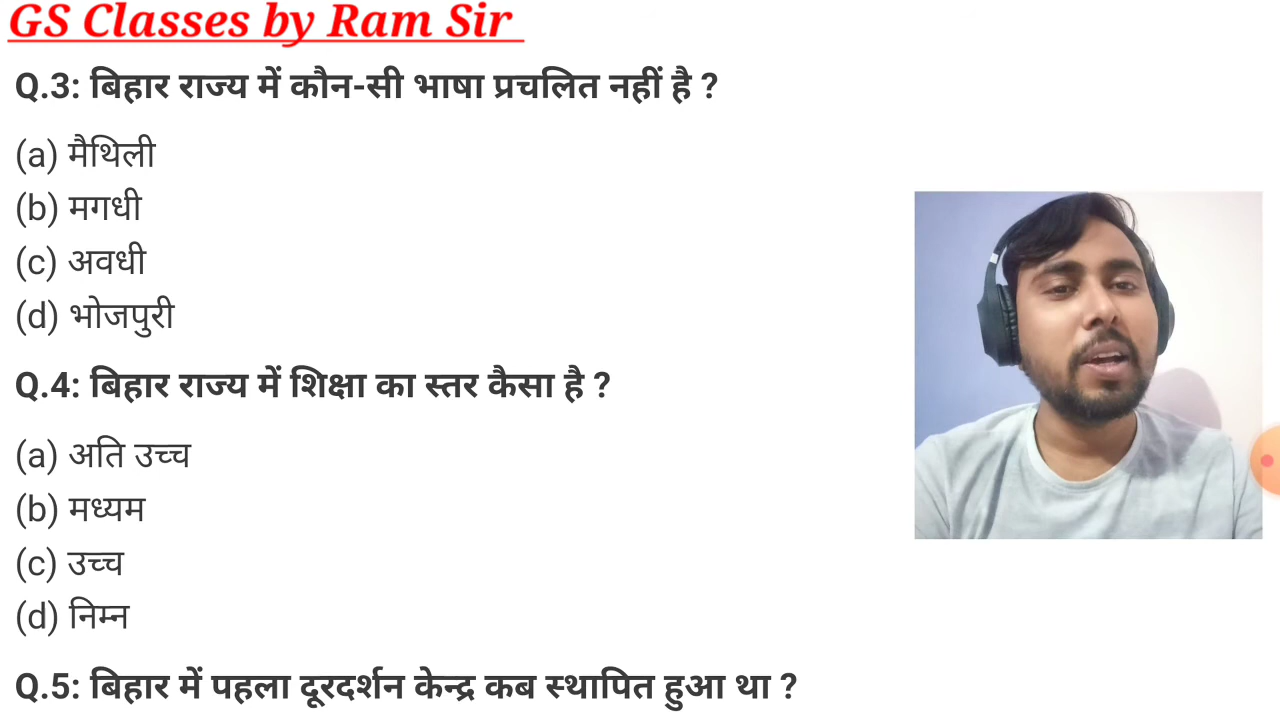 GS Classes by Ram Sir
Q.3: बिहार राज्य में कौन-सी भाषा प्रचलित नहीं है ?
(a) मैथिली
(b) मगधी
(c) अवधी
(d) भोजपुरी
Q.4: बिहार राज्य में शिक्षा का स्तर कैसा है ?
(a) अति उच्च
(b) मध्यम
(c) उच्च
(d) निम्न
Q.5: बिहार में पहला दूरदर्शन केन्द्र कब स्थापित हुआ था ?